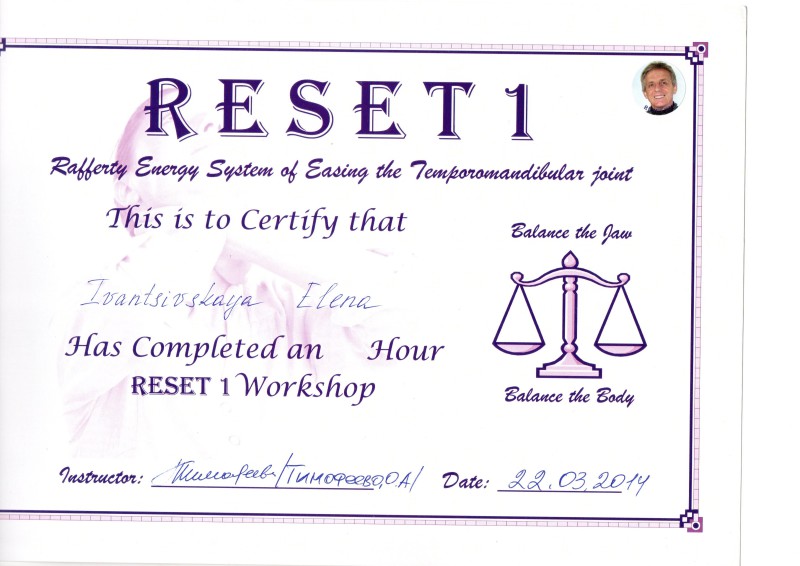 RESET 1
Rafferty Energy System of Easing the Temporomandibular joint
This is to Certify that
Balance the Jaw
Ivantsivskaya Elena
Has Completed an Hour
RESET 1 Workshop
Balance the Body
Instructor: Тимофеева /Тимофеева О.А/ Date: 22.03.2014